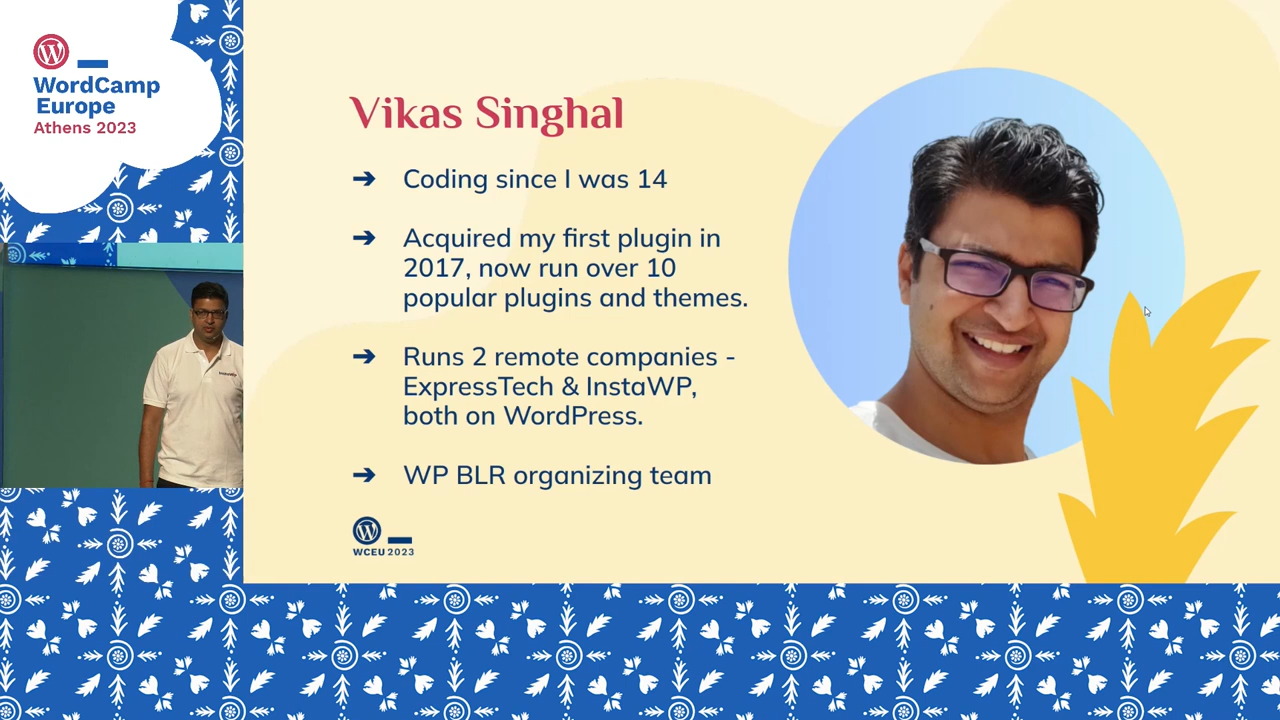 WordCamp
Europe
Athens 2023
Vikas Singhal
➔ Coding since I was 14
➔ Acquired my first plugin in
2017, now run over 10
popular plugins and themes.
➔ Runs 2 remote companies -
ExpressTech & InstaWP,
both on WordPress.
➔ WP BLR organizing team
WCEU 2023
InstaWP